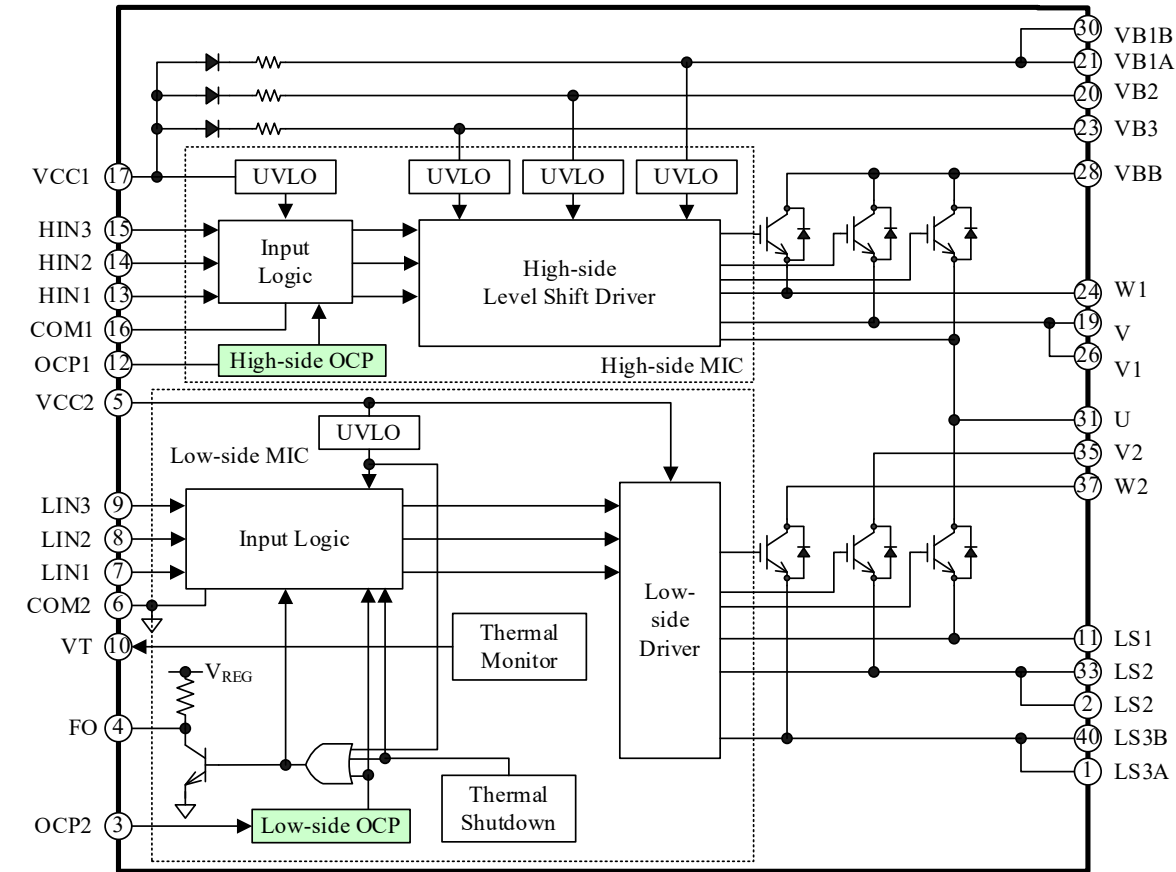 30 VB1B
21 VB1A
20 VB2
23 VB3
VCC1 17
UVLO
UVLO
UVLO
UVLO
28 VBB
HIN3 15
HIN2 14
HIN1 13
COM1 16
OCP1 12
Input
Logic
High-side
Level Shift Driver
High-side OCP
High-side MIC
24 W1
19 V
26 V1
VCC2 5
UVLO
Low-side MIC
31 U
35 V2
37 W2
LIN3 9
LIN2 8
LIN1 7
COM2 6
VT 10
Input Logic
Low-
side
Driver
Thermal
Monitor
11 LS1
33 LS2
2 LS2
40 LS3B
1 LS3A
VREG
FO 4
Thermal
Shutdown
OCP2 3
Low-side OCP